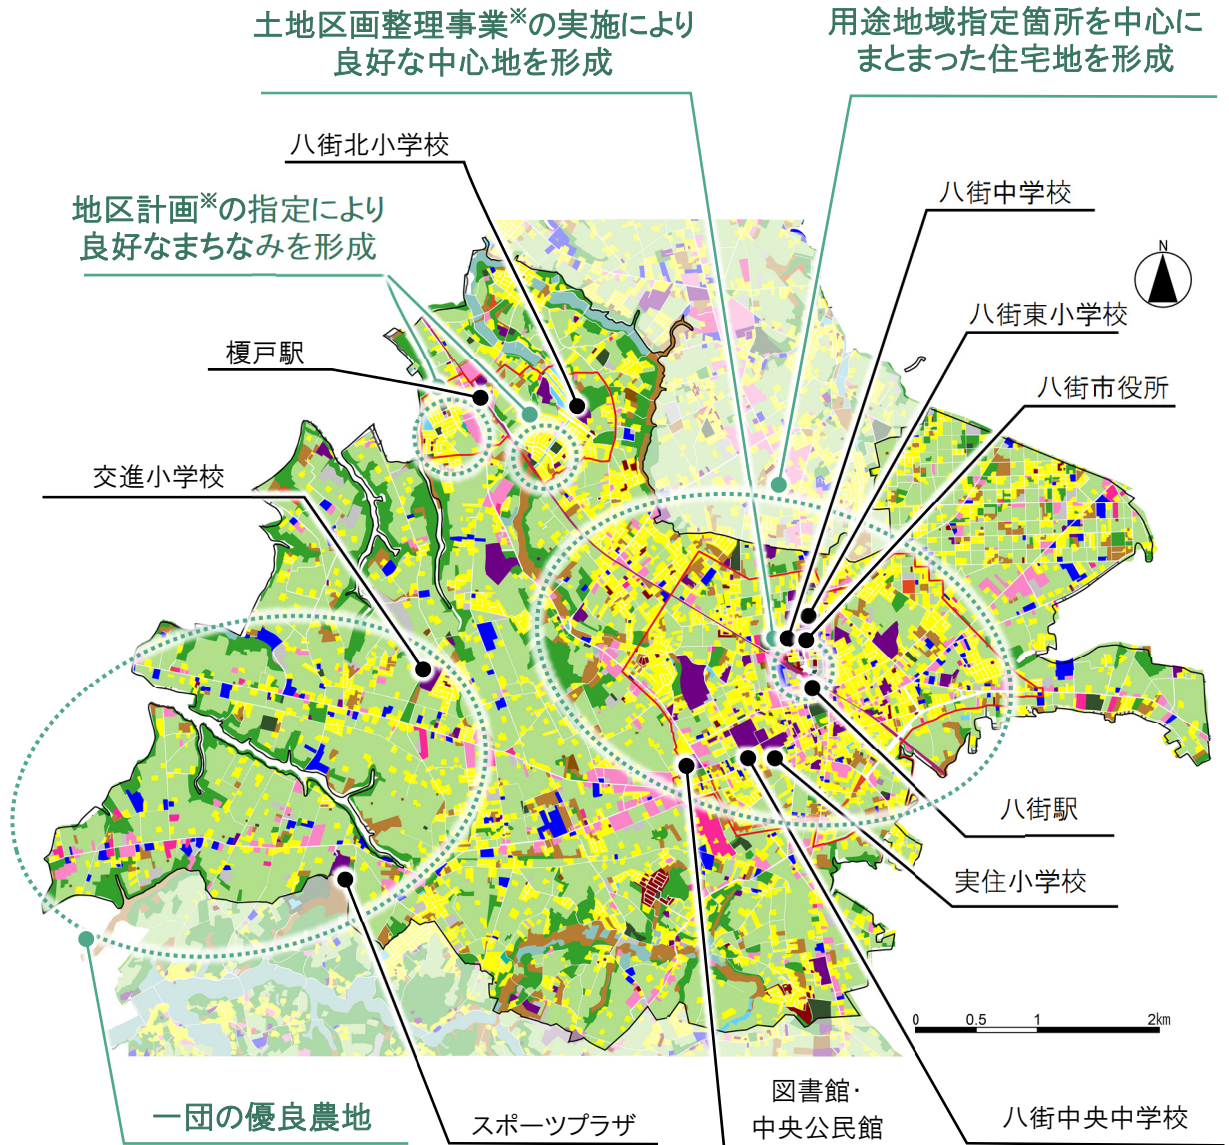 土地区画整理事業※の実施により
良好な中心地を形成
用途地域指定箇所を中心に
まとまった住宅地を形成
八街北小学校
地区計画※の指定により
良好なまちなみを形成
八街中学校
N
八街東小学校
榎戸駅
八街市役所
交進小学校
八街駅
実住小学校
0 0.5 1 2km
一団の優良農地
スポーツプラザ
図書館・
中央公民館
八街中央中学校